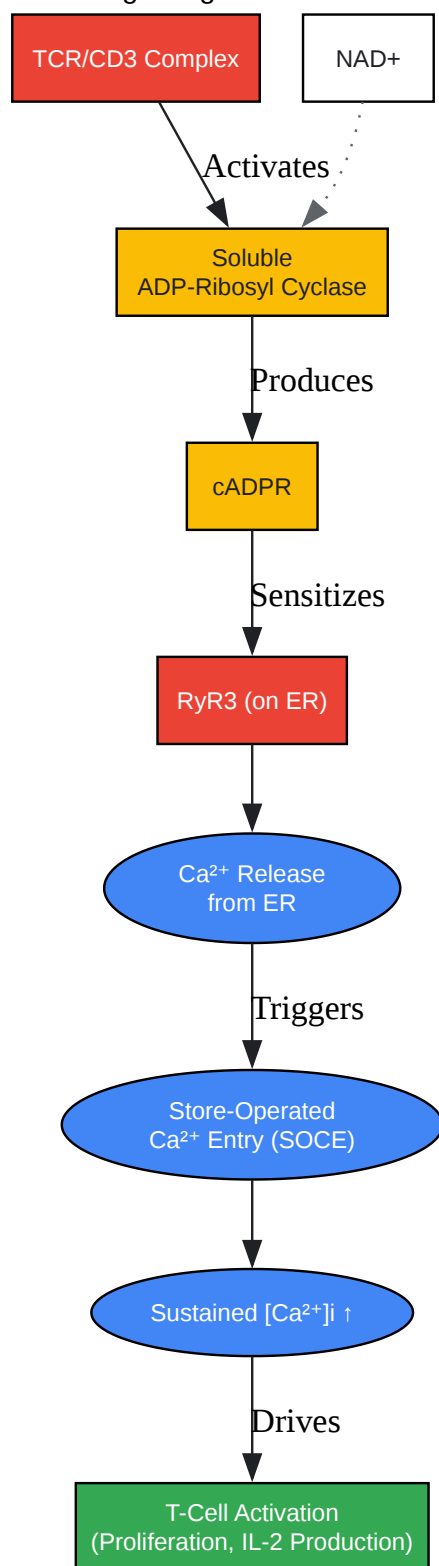 TCR/CD3 Complex
NAD+
Activates
Soluble
ADP-Ribosyl Cyclase
Produces
cADPR
Sensitizes
RyR3 (on ER)
Ca²⁺ Release
from ER
Triggers
Store-Operated
Ca²⁺ Entry (SOCE)
Sustained [Ca²⁺]i ↑
Drives
T-Cell Activation
(Proliferation, IL-2 Production)